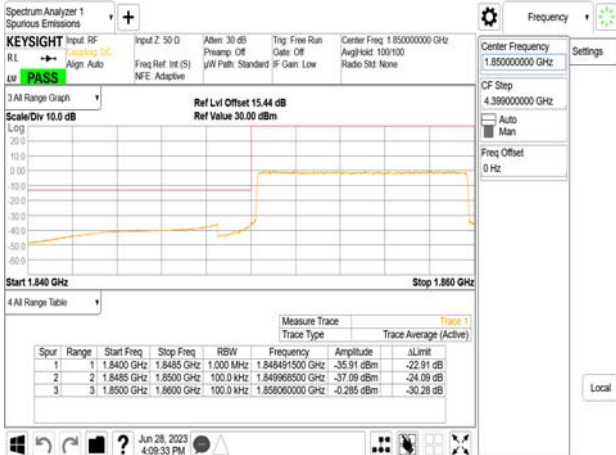 Spectrum Analyzer 1
Spurious Emissions
Frequency
KEYSIGHT
RL
LV PASS
Input: RF
Coupling: DC
Align: Auto
Input Z: 50 Ω
Freq Ref: Int (S)
NFE: Adaptive
Atten: 30 dB
Preamp: Off
µW Path: Standard
Trig: Free Run
Gate: Off
IF Gain: Low
Center Freq: 1.850000000 GHz
Avg|Hold: 100/100
Radio Std: None
Center Frequency
1.850000000 GHz
Settings
CF Step
4.399000000 GHz
Auto
Man
Freq Offset
0 Hz
Local
3 All Range Graph
Scale/Div 10.0 dB
Ref Lvl Offset 15.44 dB
Ref Value 30.00 dBm
Log
20.0
10.0
0.00
-10.0
-20.0
-30.0
-40.0
-50.0
-60.0
Start 1.840 GHz Stop 1.860 GHz
4 All Range Table
Measure Trace Trace 1
Trace Type Trace Average (Active)
Spur Range Start Freq Stop Freq RBW Frequency Amplitude ΔLimit
1 1 1.8400 GHz 1.8485 GHz 1.000 MHz 1.848491500 GHz -35.91 dBm -22.91 dB
2 2 1.8485 GHz 1.8500 GHz 100.0 kHz 1.849968500 GHz -37.09 dBm -24.09 dB
3 3 1.8500 GHz 1.8600 GHz 100.0 kHz 1.858060000 GHz -0.285 dBm -30.28 dB
Jun 28, 2023
4:09:33 PM